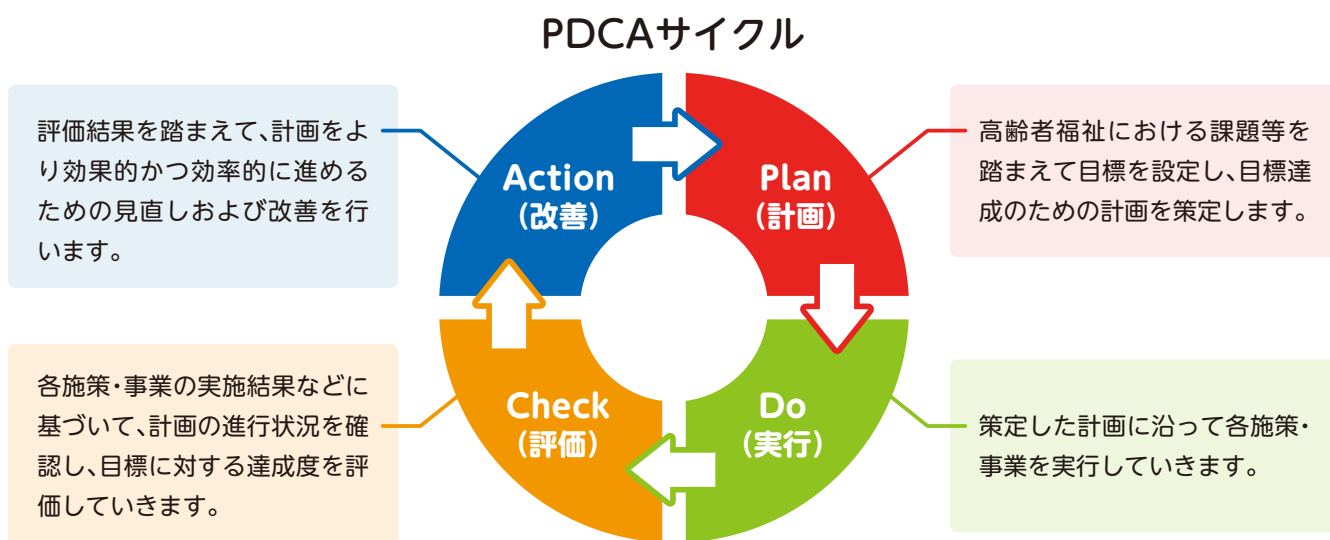 PDCAサイクル
評価結果を踏まえて、計画をよ
り効果的かつ効率的に進める
ための見直しおよび改善を行
います。
Action
(改善)
Plan
(計画)
高齢者福祉における課題等を
踏まえて目標を設定し、目標達
成のための計画を策定します。
各施策・事業の実施結果などに
基づいて、計画の進行状況を確
認し、目標に対する達成度を評
価していきます。
Check
(評価)
Do
(実行)
策定した計画に沿って各施策・
事業を実行していきます。